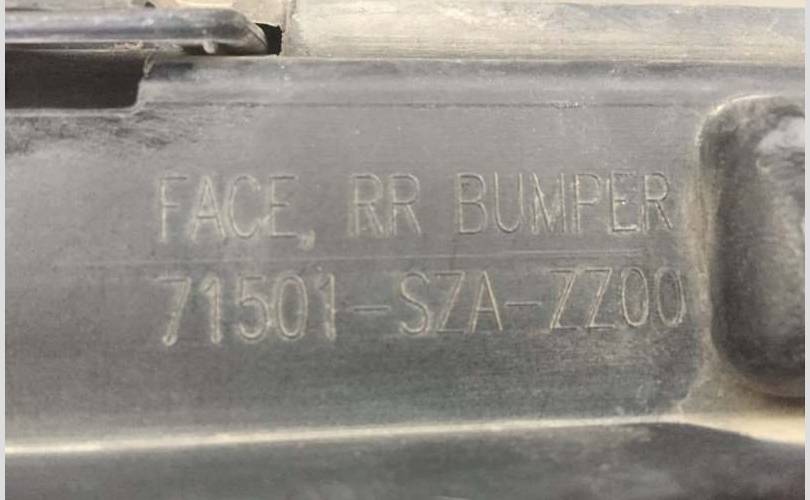 FACE, RR BUMPER
71501-SZA-ZZ00